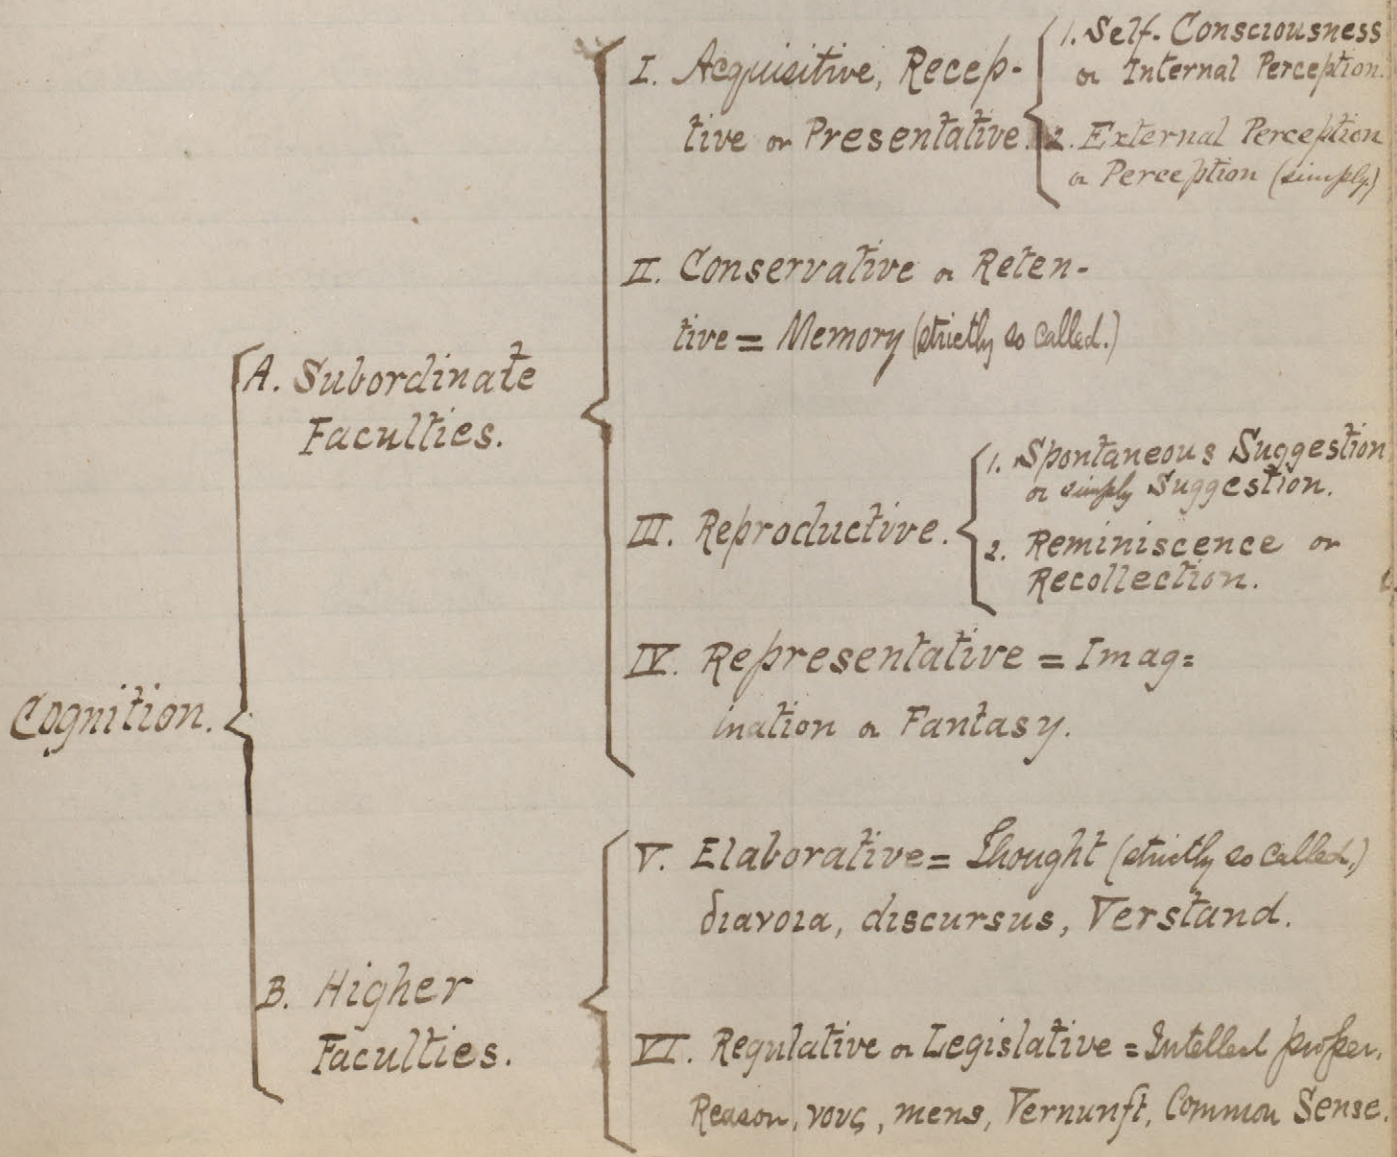 Cognition.
A. Subordinate
Faculties.
I. Acquisitive, Recep-
tive or Presentative.
1. Self-Consciousness
or Internal Perception.
2. External Perception
or Perception (simply)
II. Conservative or Reten-
tive = Memory (strictly so called.)
III. Reproductive.
1. Spontaneous Suggestion
or simply Suggestion.
2. Reminiscence or
Recollection.
IV. Representative = Imag=
ination or Fantasy.
B. Higher
Faculties.
V. Elaborative = Thought (strictly so called,)
διανοια, discursus, Verstand.
VI. Regulative or Legislative = Intellect proper.
Reason, νους, mens, Vernunft, Common Sense.